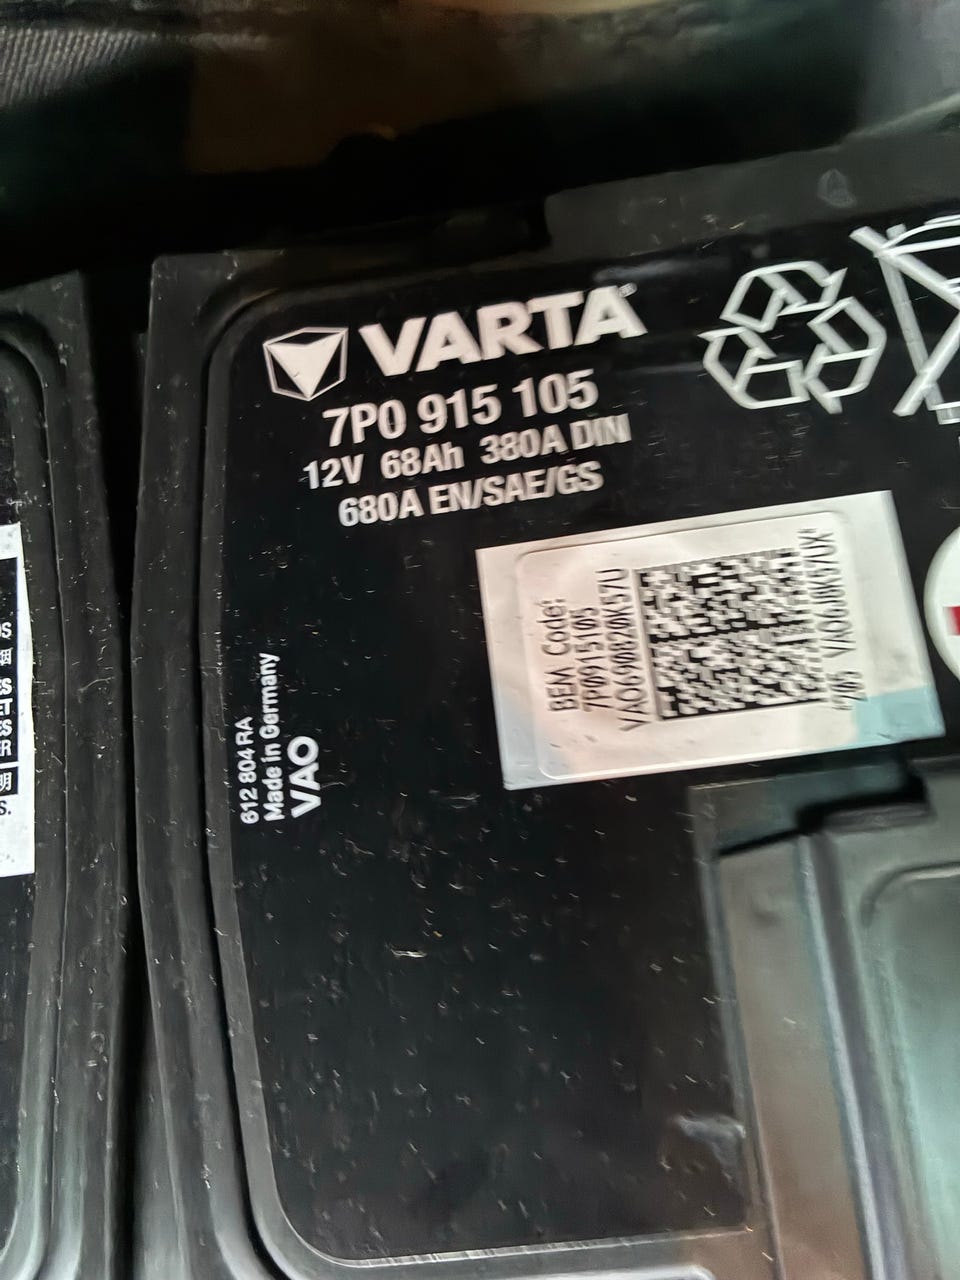 VARTA®
7P0 915 105
12V 68Ah 380A DIN
680A EN/SAE/GS
BEM Code:
7P0915105
612 804 RA
Made in Germany
VAO